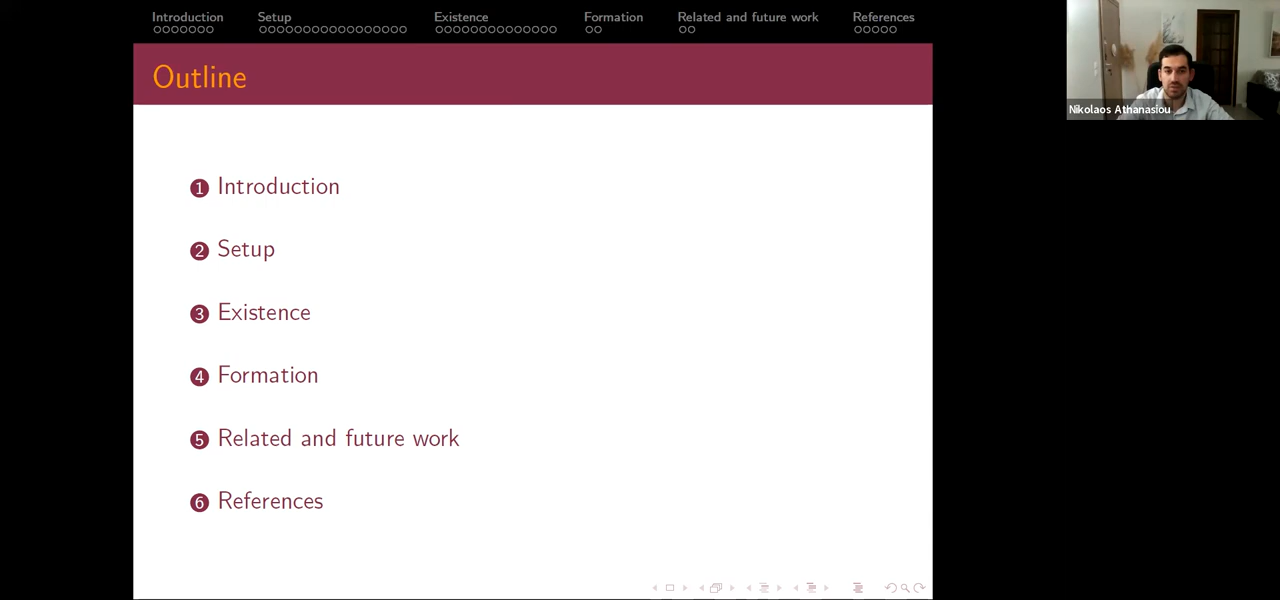 Introduction Setup Existence Formation Related and future work References
Outline
Nikolaos Athanasiou
1 Introduction
2 Setup
3 Existence
4 Formation
5 Related and future work
6 References